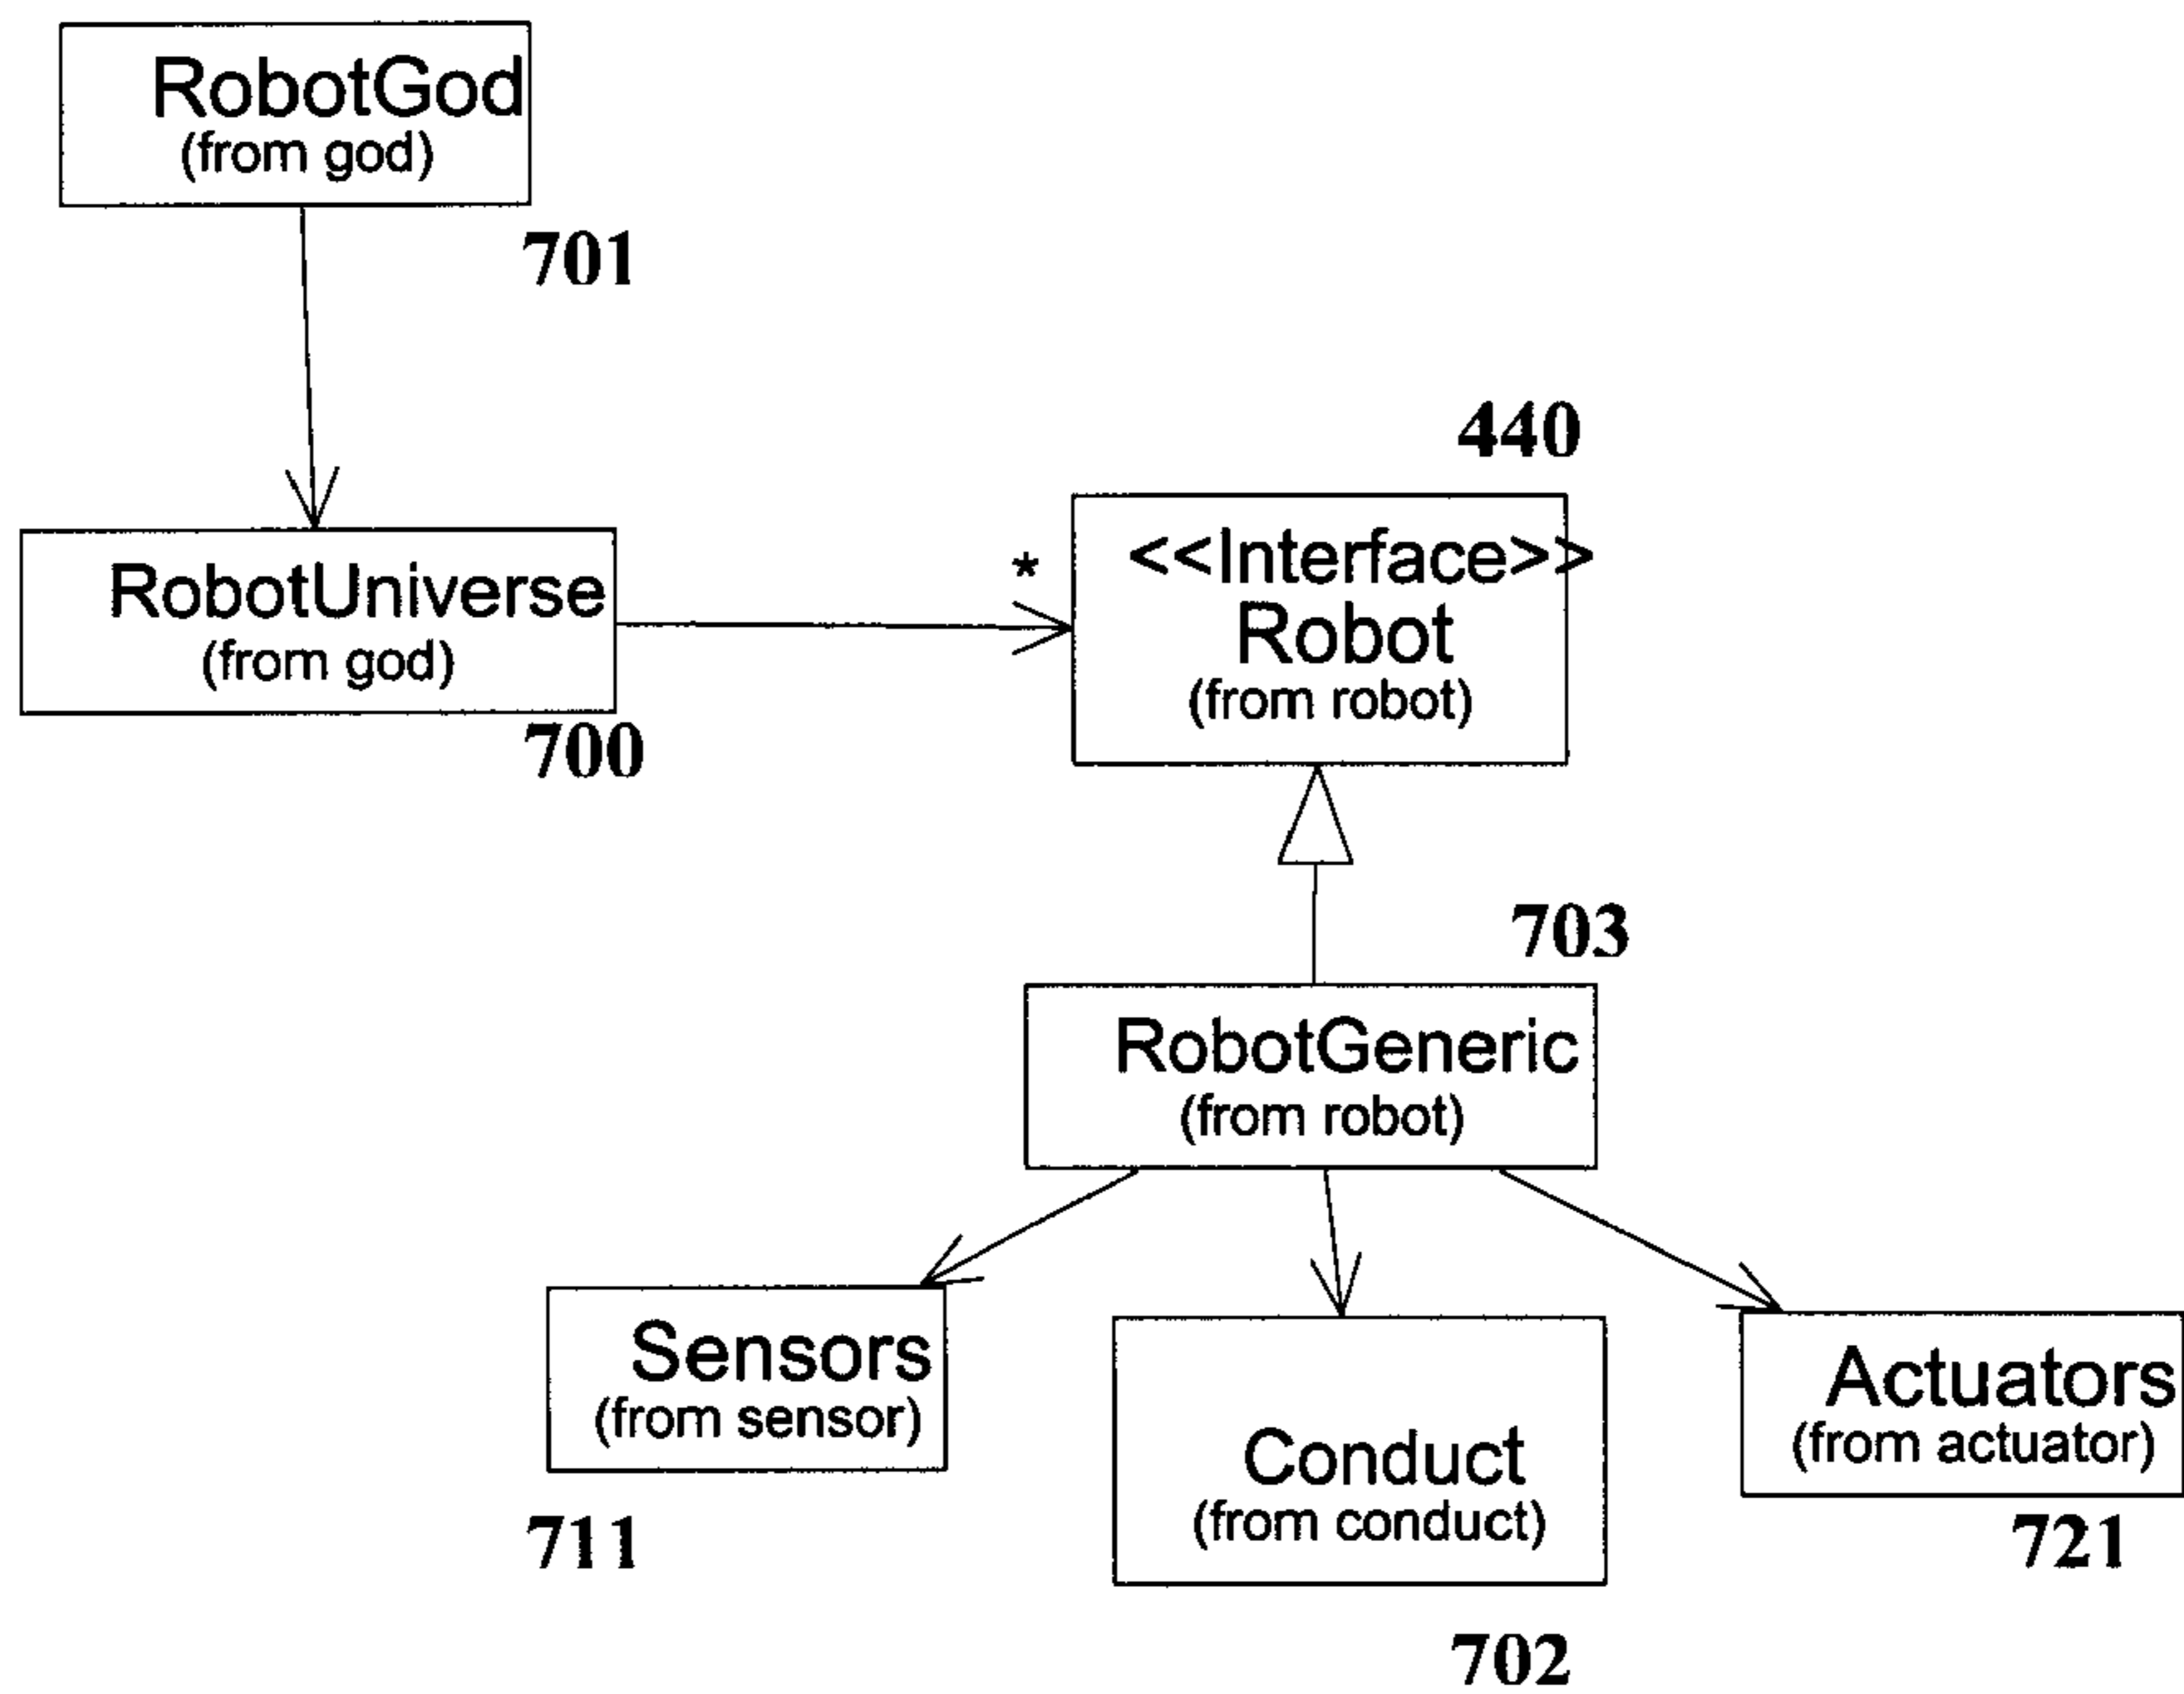 RobotGod
(from god)
701
440
RobotUniverse
(from god)
700
*
<<Interface>>
Robot
(from robot)
703
RobotGeneric
(from robot)
Sensors
(from sensor)
711
Conduct
(from conduct)
702
Actuators
(from actuator)
721